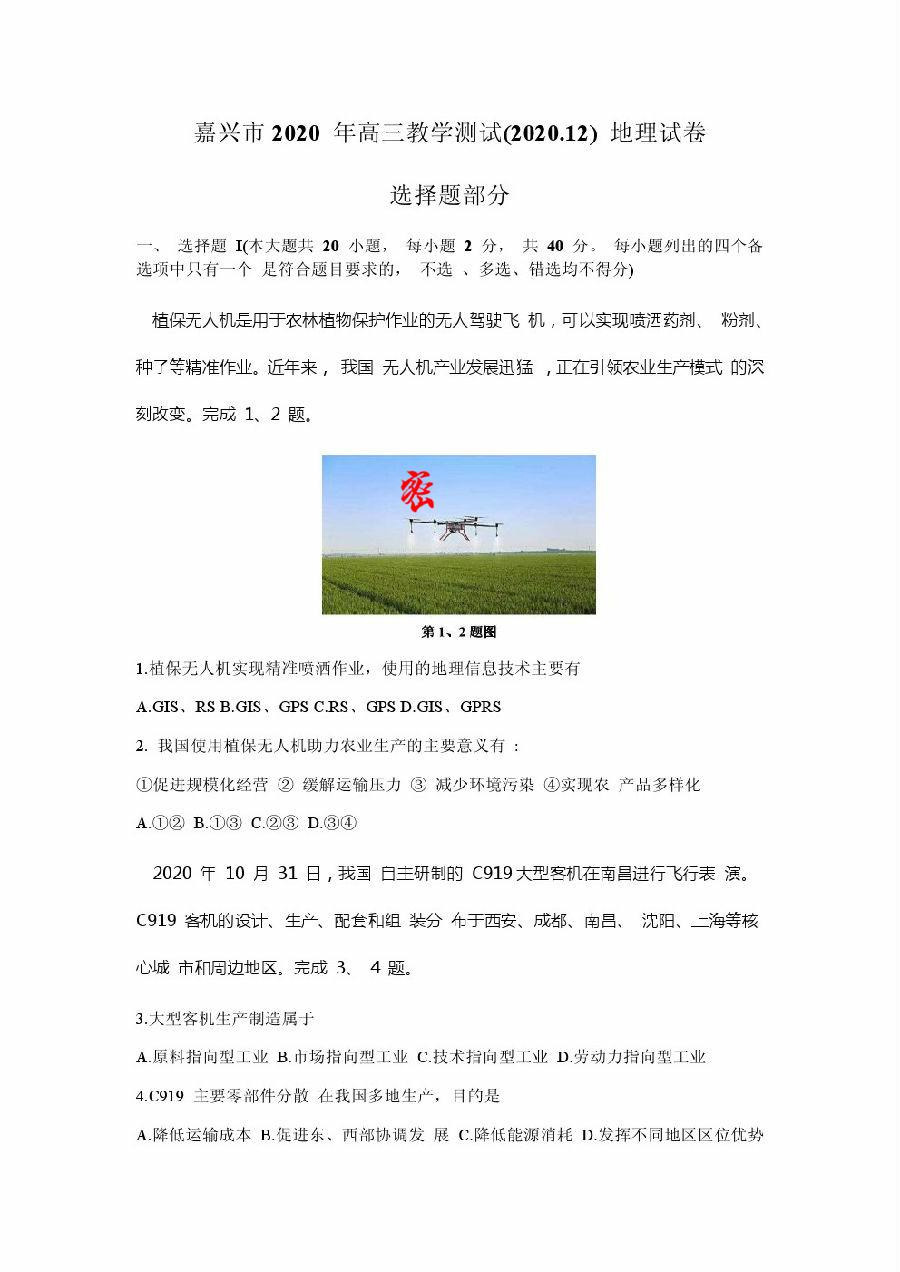 嘉兴市 2020 年高三教学测试(2020.12) 地理试卷
选择题部分
一、 选择题 I(本大题共 20 小题， 每小题 2 分， 共 40 分。 每小题列出的四个备
选项中只有一个 是符合题目要求的， 不选 、多选、错选均不得分)
植保无人机是用于农林植物保护作业的无人驾驶飞 机，可以实现喷洒药剂、 粉剂、
种了等精准作业。近年来， 我国 无人机产业发展迅猛 ，正在引领农业生产模式 的深
刻改变。完成 1、2 题。
密
第 1、2 题图
1.植保无人机实现精准喷洒作业，使用的地理信息技术主要有
A.GIS、RS B.GIS、GPS C.RS、GPS D.GIS、GPRS
2. 我国使用植保无人机助力农业生产的主要意义有 :
①促进规模化经营 ② 缓解运输压力 ③ 减少环境污染 ④实现农 产品多样化
A.①② B.①③ C.②③ D.③④
2020 年 10 月 31 日，我国 自主研制的 C919大型客机在南昌进行飞行表 演。
C919 客机的设计、生产、配套和组 装分 布于西安、成都、南昌、 沈阳、上海等核
心城 市和周边地区。完成 3、 4 题。
3.大型客机生产制造属于
A.原料指向型工业 B.市场指向型工业 C.技术指向型工业 D.劳动力指向型工业
4.C919 主要零部件分散 在我国多地生产，目的是
A.降低运输成本 B.促进东、西部协调发 展 C.降低能源消耗 D.发挥不同地区区位优势